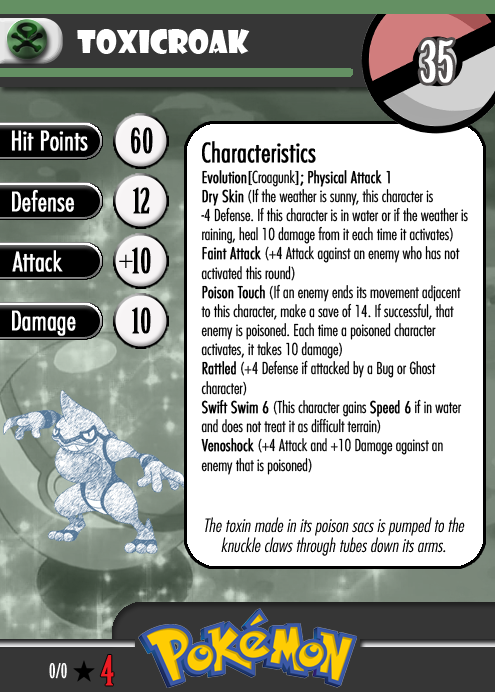 TOXICROAK
35
Hit Points 60
Defense 12
Attack +10
Damage 10
Characteristics
Evolution[Croagunk]; Physical Attack 1
Dry Skin (If the weather is sunny, this character is
-4 Defense. If this character is in water or if the weather is
raining, heal 10 damage from it each time it activates)
Faint Attack (+4 Attack against an enemy who has not
activated this round)
Poison Touch (If an enemy ends its movement adjacent
to this character, make a save of 14. If successful, that
enemy is poisoned. Each time a poisoned character
activates, it takes 10 damage)
Rattled (+4 Defense if attacked by a Bug or Ghost
character)
Swift Swim 6 (This character gains Speed 6 if in water
and does not treat it as difficult terrain)
Venoshock (+4 Attack and +10 Damage against an
enemy that is poisoned)
The toxin made in its poison sacs is pumped to the
knuckle claws through tubes down its arms.
0/0 ★ 4
POKéMON